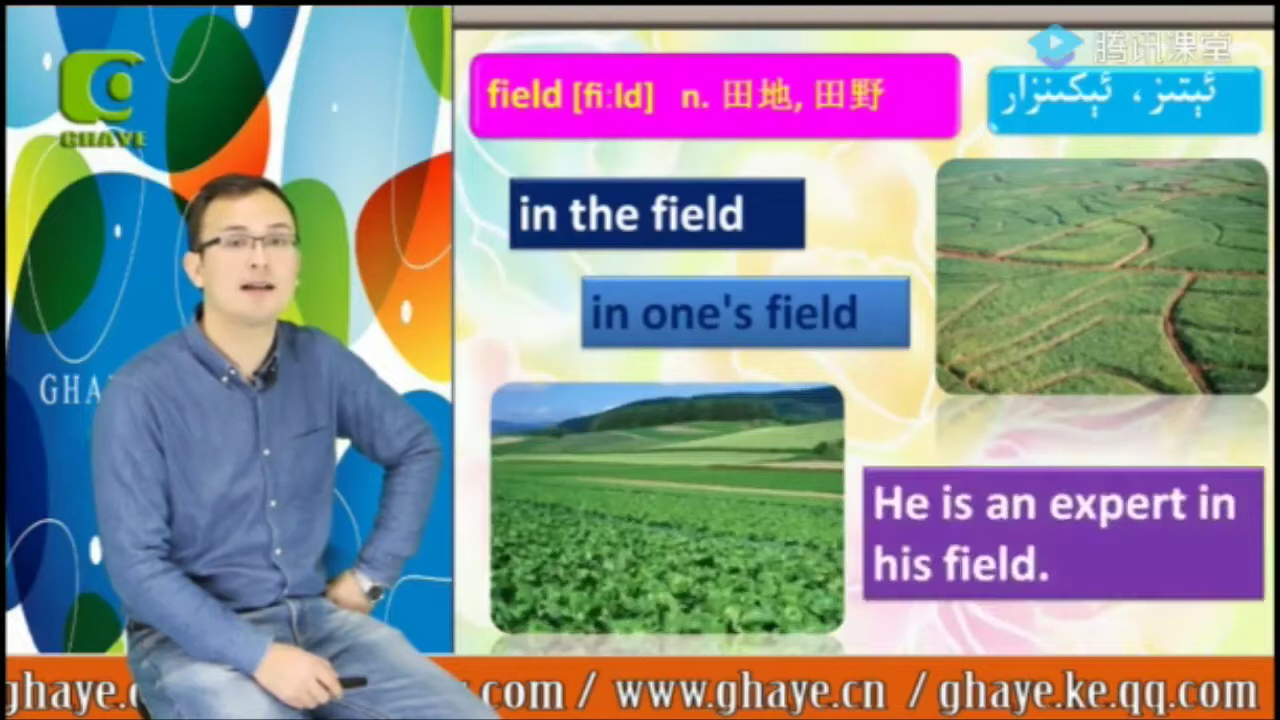 GHAYE
腾讯课堂
field [fi:ld] n. 田地, 田野
ئېتىز، ئېكىنزار
in the field
in one's field
GHA
He is an expert in
his field.
ghaye.c
.com / www.ghaye.cn / ghaye.ke.qq.com